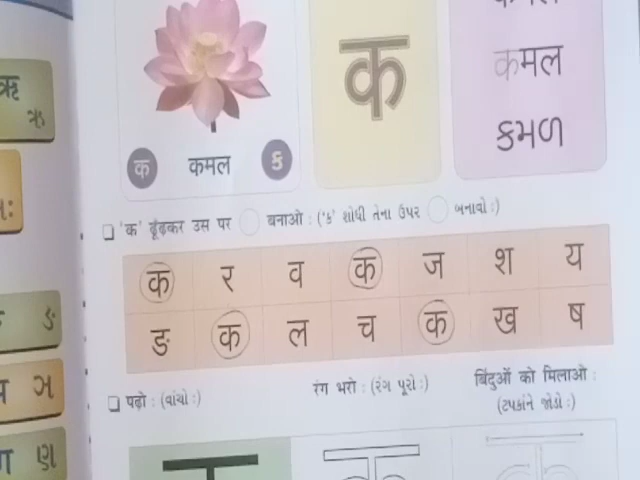 ऋ
ઋ
क
कमल
ક
क
कमल
કમળ
❑ 'क' ढूंढ़कर उस पर ◯ बनाओ : ('ક' શોધી તેના ઉપર ◯ બનાવો :)
क र व क ज श य
ङ क ल च क ख ष
❑ पढ़ो : (વાંચો :)
रंग भरो : (રંગ પૂરો :)
बिंदुओं को मिलाओ :
(ટપકાંને જોડો :)
क
ઙ
ઞ
ણ